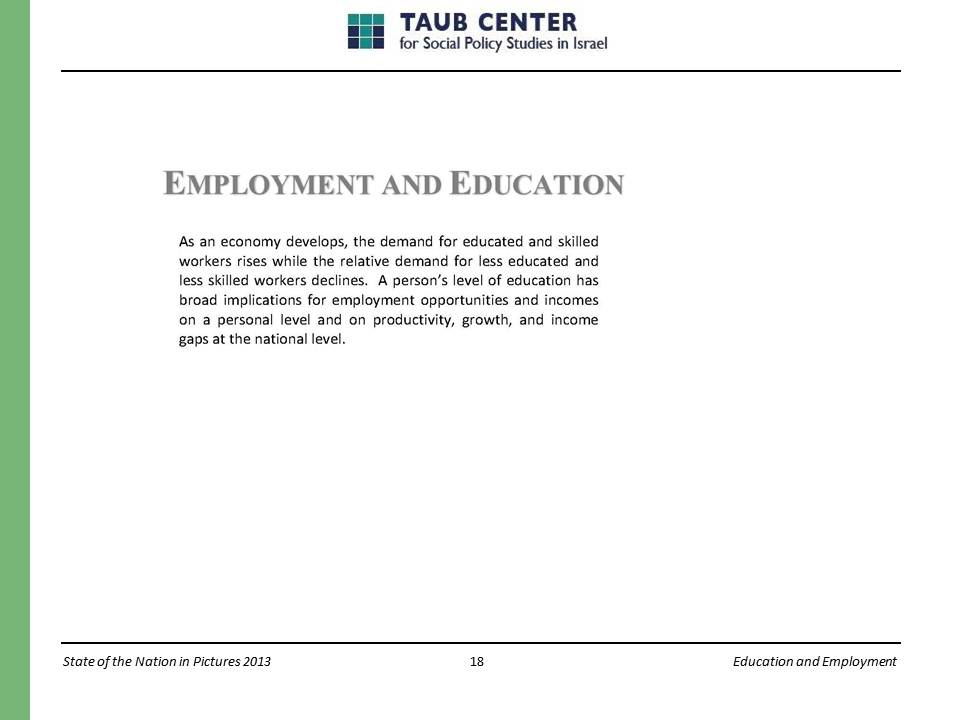 TAUB CENTER
for Social Policy Studies in Israel
EMPLOYMENT AND EDUCATION
As an economy develops, the demand for educated and skilled
workers rises while the relative demand for less educated and
less skilled workers declines.  A person’s level of education has
broad implications for employment opportunities and incomes
on a personal level and on productivity, growth, and income
gaps at the national level.
State of the Nation in Pictures 2013
18
Education and Employment